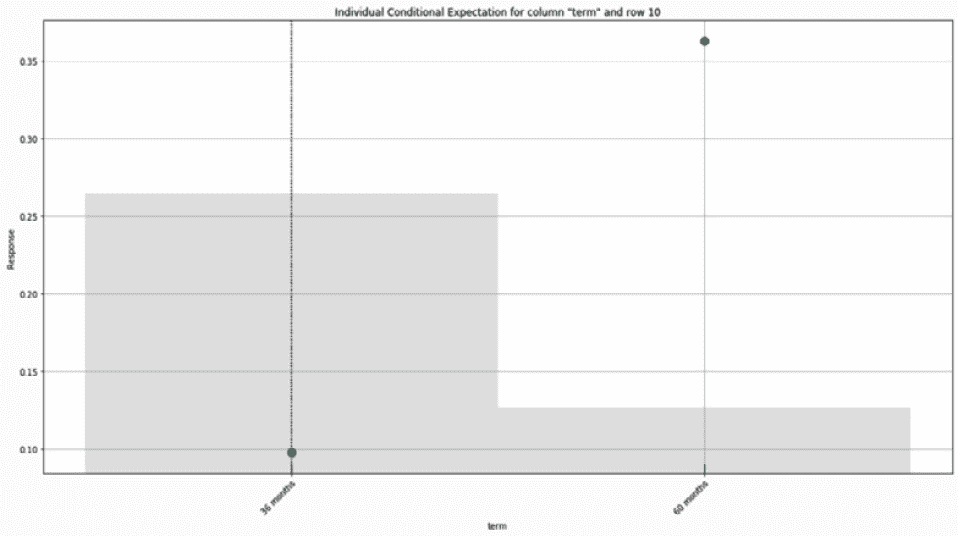 Individual Conditional Expectation for column "term" and row 10
0.35
0.30
0.25
0.20
0.15
0.10
Response
36 months
60 months
term